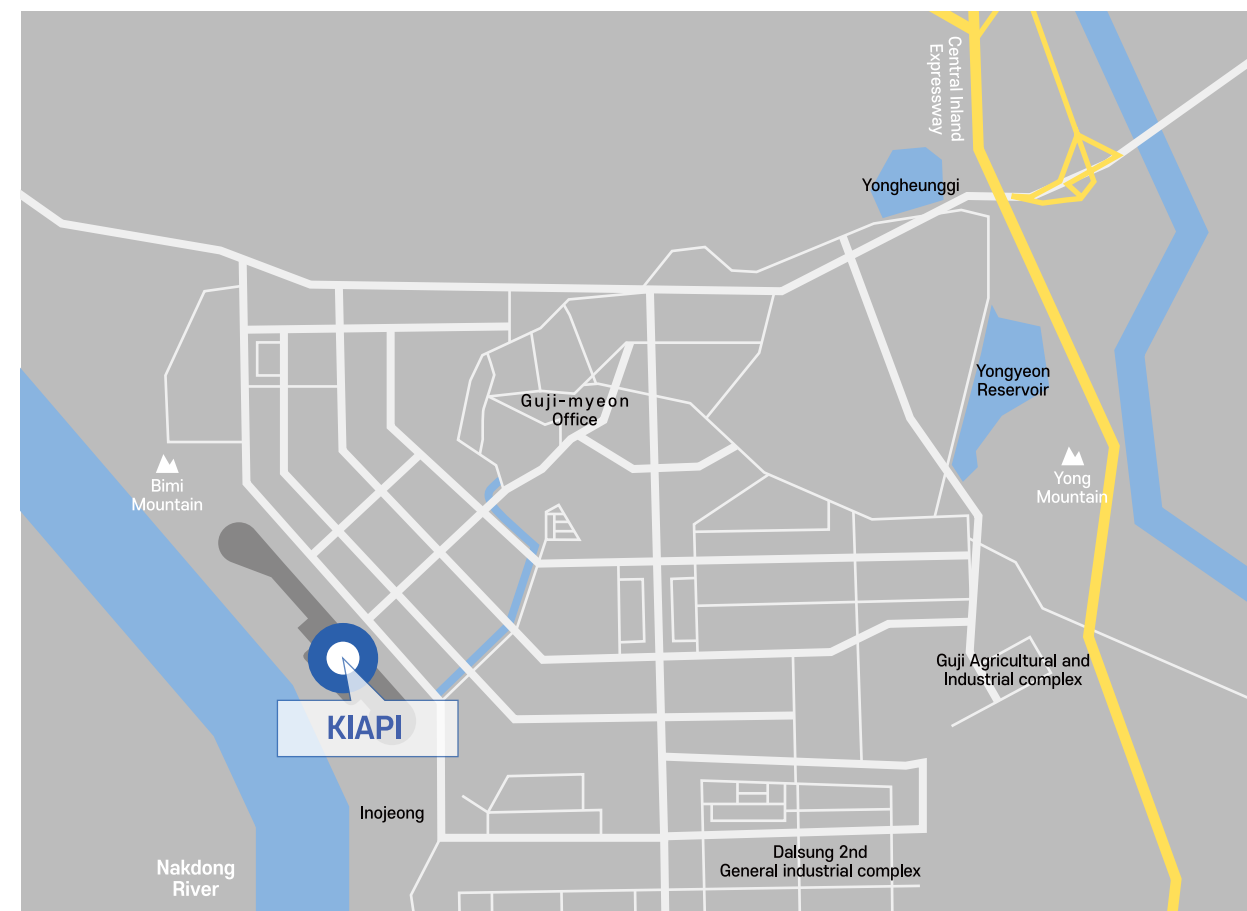 Central Inland
Expressway
Yongheunggi
Yongyeon
Reservoir
Guji-myeon
Office
Bimi
Mountain
Yong
Mountain
Guji Agricultural and
Industrial complex
KIAPI
Inojeong
Nakdong
River
Dalsung 2nd
General industrial complex